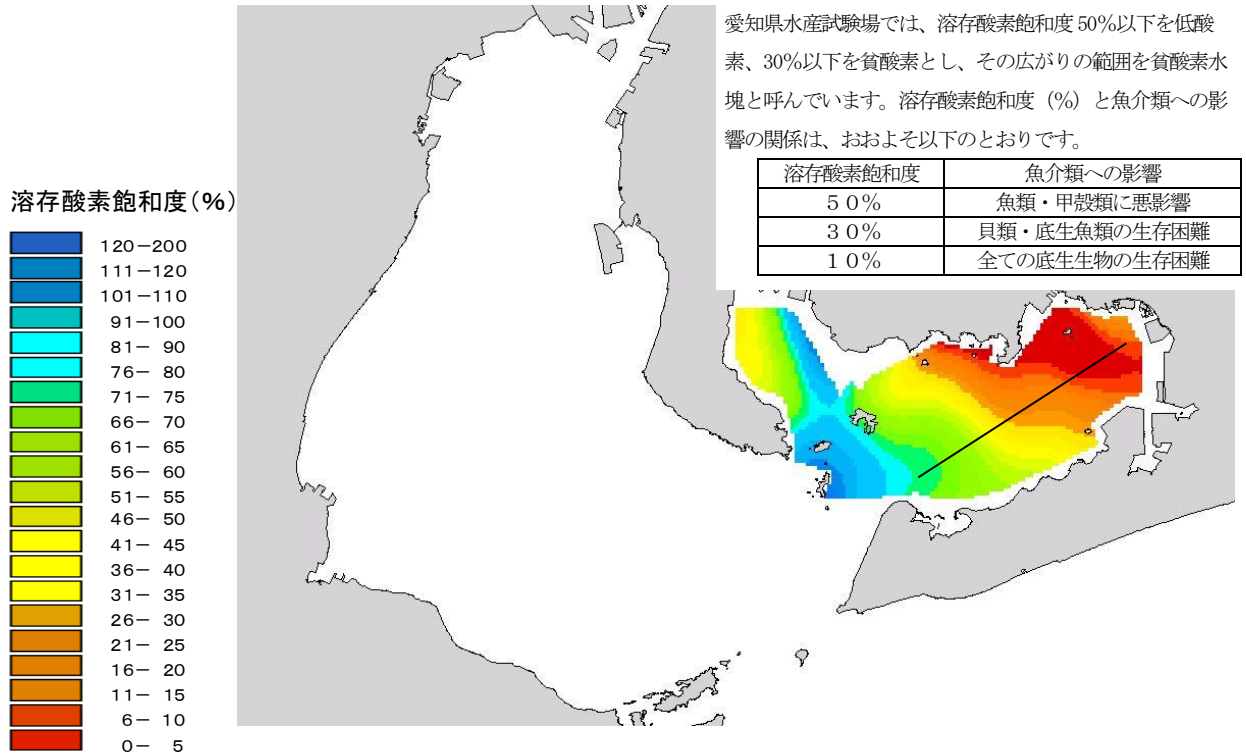 愛知県水産試験場では、溶存酸素飽和度 50%以下を低酸
素、30%以下を貧酸素とし、その広がりの範囲を貧酸素水
塊と呼んでいます。溶存酸素飽和度（%）と魚介類への影
響の関係は、おおよそ以下のとおりです。
溶存酸素飽和度 魚介類への影響
５０％ 魚類・甲殻類に悪影響
３０％ 貝類・底生魚類の生存困難
１０％ 全ての底生生物の生存困難
溶存酸素飽和度(%)
120－200
111－120
101－110
91－100
81－ 90
76－ 80
71－ 75
66－ 70
61－ 65
56－ 60
51－ 55
46－ 50
41－ 45
36－ 40
31－ 35
26－ 30
21－ 25
16－ 20
11－ 15
6－ 10
0－ 5